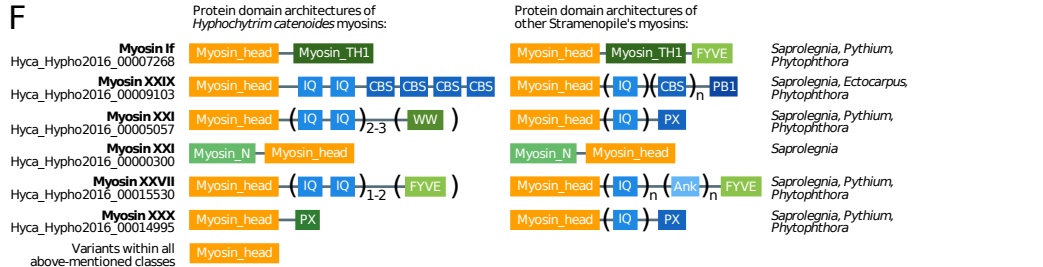 F
Protein domain architectures of
Hyphochytrim catenoides myosins:
Protein domain architectures of
other Stramenopile's myosins:
Myosin If
Hyca_Hypho2016_00007268
Myosin_head Myosin_TH1
Myosin_head Myosin_TH1 FYVE
Saprolegnia, Pythium,
Phytophthora
Myosin XXIX
Hyca_Hypho2016_00009103
Myosin_head IQ IQ CBS CBS CBS CBS
Myosin_head (IQ)(CBS)n PB1
Saprolegnia, Ectocarpus,
Phytophthora
Myosin XXI
Hyca_Hypho2016_00005057
Myosin_head (IQ IQ)2-3 (WW)
Myosin_head (IQ) PX
Saprolegnia, Pythium,
Phytophthora
Myosin XXI
Hyca_Hypho2016_00000300
Myosin_N Myosin_head
Myosin_N Myosin_head
Saprolegnia
Myosin XXVII
Hyca_Hypho2016_00015530
Myosin_head (IQ IQ)1-2 (FYVE)
Myosin_head (IQ)n (Ank)n FYVE
Saprolegnia, Pythium,
Phytophthora
Myosin XXX
Hyca_Hypho2016_00014995
Myosin_head PX
Myosin_head (IQ) PX
Saprolegnia, Pythium,
Phytophthora
Variants within all
above-mentioned classes
Myosin_head